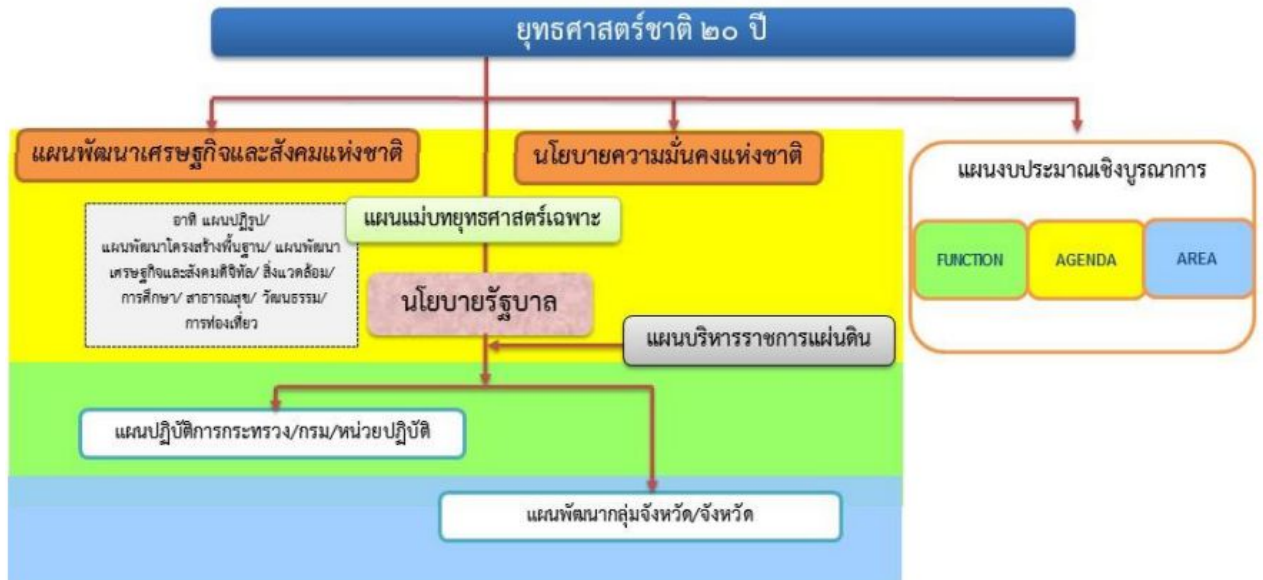 ยุทธศาสตร์ชาติ ๒๐ ปี
แผนพัฒนาเศรษฐกิจและสังคมแห่งชาติ
นโยบายความมั่นคงแห่งชาติ
แผนงบประมาณเชิงบูรณาการ
แผนแม่บทยุทธศาสตร์เฉพาะ
อาทิ แผนปฏิรูป/
แผนพัฒนาโครงสร้างพื้นฐาน/ แผนพัฒนา
เศรษฐกิจและสังคมดิจิทัล/ สิ่งแวดล้อม/
การศึกษา/ สาธารณสุข/ วัฒนธรรม/
การท่องเที่ยว
FUNCTION
AGENDA
AREA
นโยบายรัฐบาล
แผนบริหารราชการแผ่นดิน
แผนปฏิบัติการกระทรวง/กรม/หน่วยปฏิบัติ
แผนพัฒนากลุ่มจังหวัด/จังหวัด